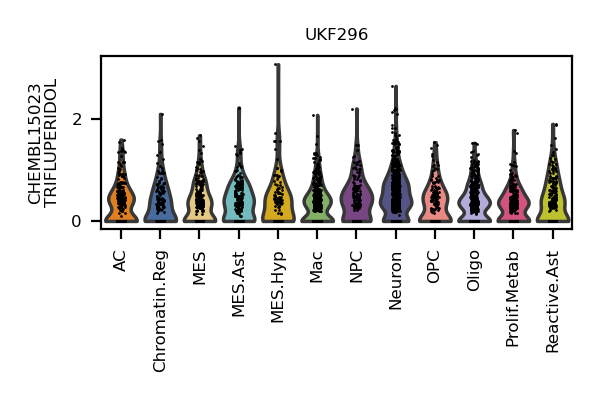 UKF296
CHEMBL15023
TRIFLUPERIDOL
2
0
AC
Chromatin.Reg
MES
MES.Ast
MES.Hyp
Mac
NPC
Neuron
OPC
Oligo
Prolif.Metab
Reactive.Ast